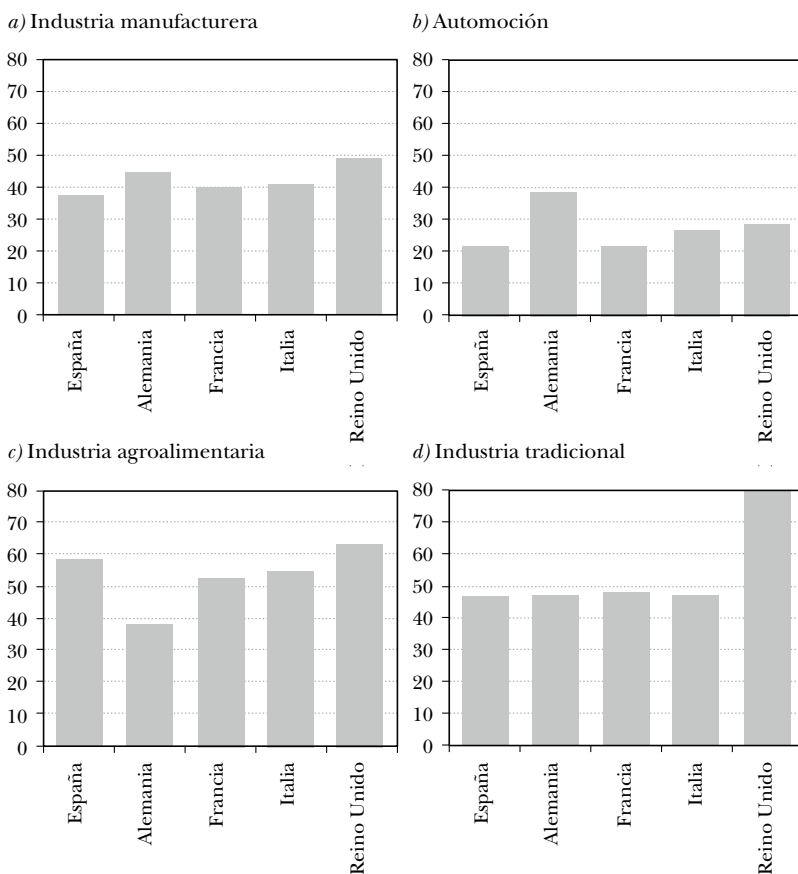 a) Industria manufacturera
80
70
60
50
40
30
20
10
0
España
Alemania
Francia
Italia
Reino Unido
b) Automoción
80
70
60
50
40
30
20
10
0
España
Alemania
Francia
Italia
Reino Unido
c) Industria agroalimentaria
80
70
60
50
40
30
20
10
0
España
Alemania
Francia
Italia
Reino Unido
d) Industria tradicional
80
70
60
50
40
30
20
10
0
España
Alemania
Francia
Italia
Reino Unido